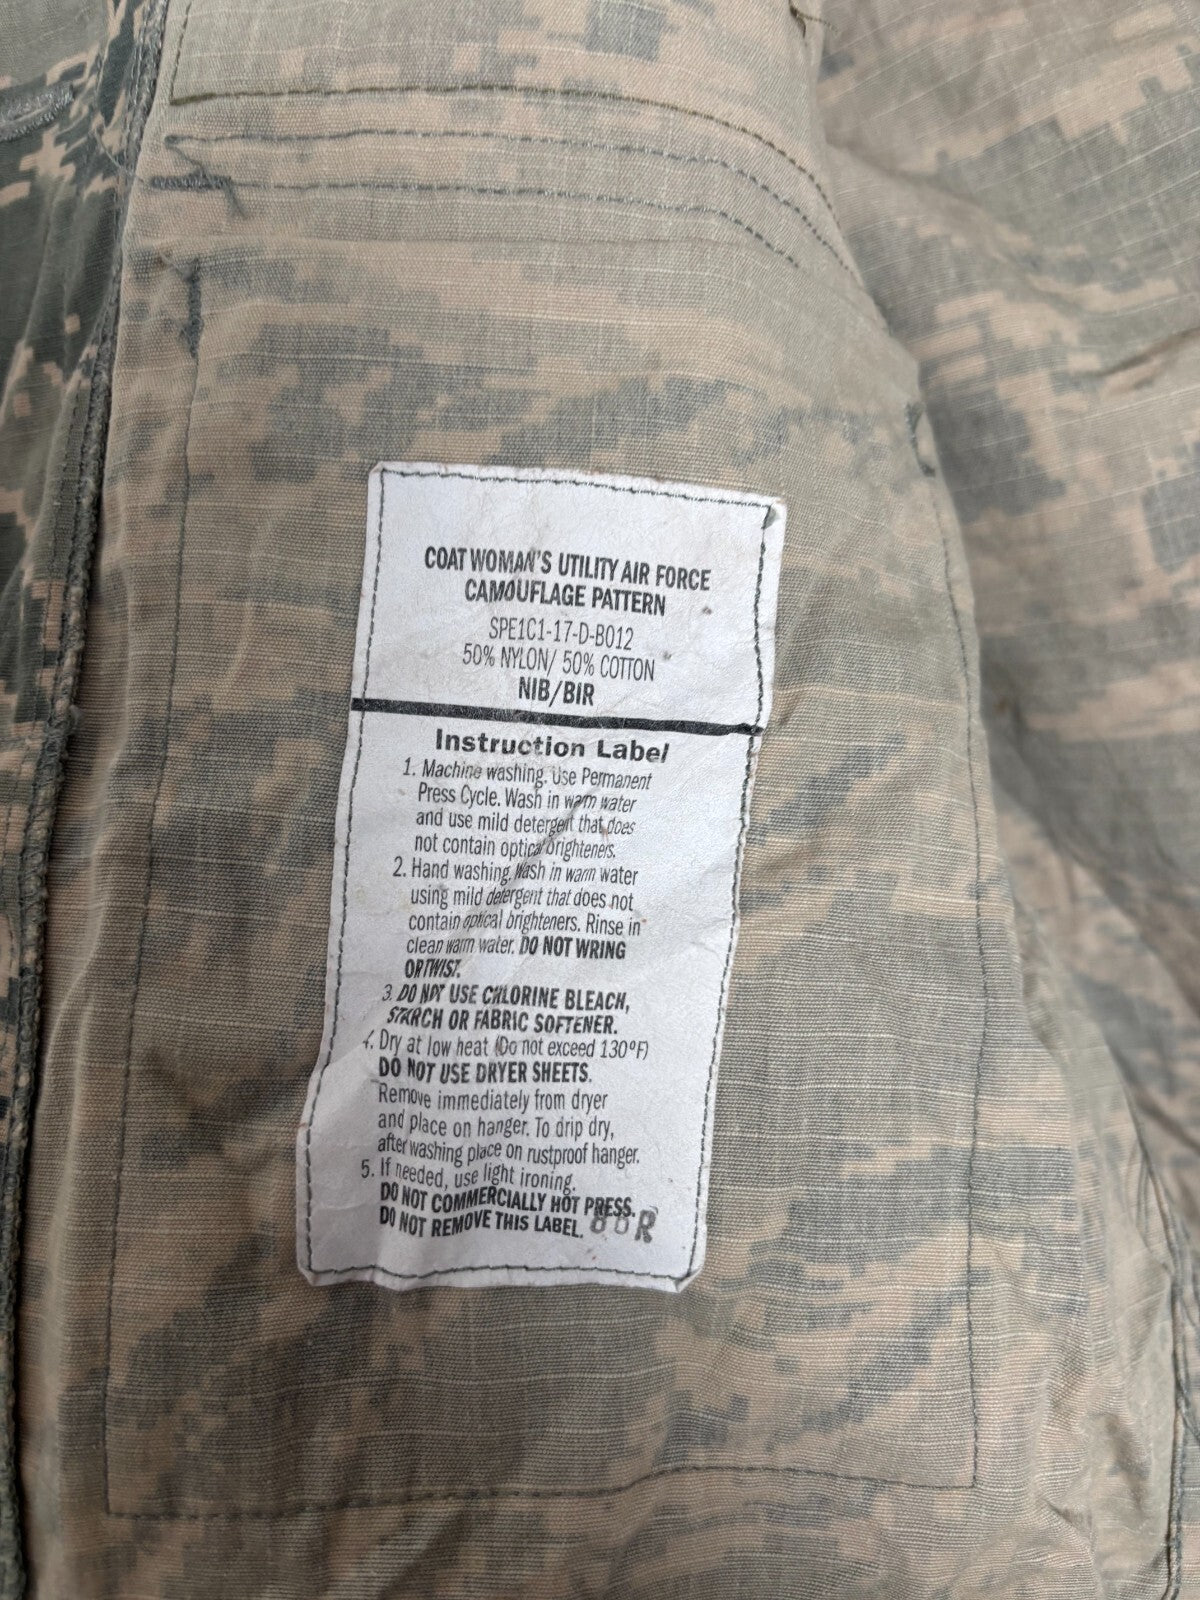 COAT WOMAN'S UTILITY AIR FORCE
CAMOUFLAGE PATTERN
SPE1C1-17-D-B012
50% NYLON/ 50% COTTON
NIB/BIR
Instruction Label
1. Machine washing. Use Permanent
Press Cycle. Wash in warm water
and use mild detergent that does
not contain optical brighteners.
2. Hand washing. Wash in warm water
using mild detergent that does not
contain optical brighteners. Rinse in
clean warm water. DO NOT WRING
OR TWIST.
3. DO NOT USE CHLORINE BLEACH,
STARCH OR FABRIC SOFTENER.
4. Dry at low heat (Do not exceed 130°F)
DO NOT USE DRYER SHEETS.
Remove immediately from dryer
and place on hanger. To drip dry,
after washing place on rustproof hanger.
5. If needed, use light ironing.
DO NOT COMMERCIALLY HOT PRESS.
DO NOT REMOVE THIS LABEL.